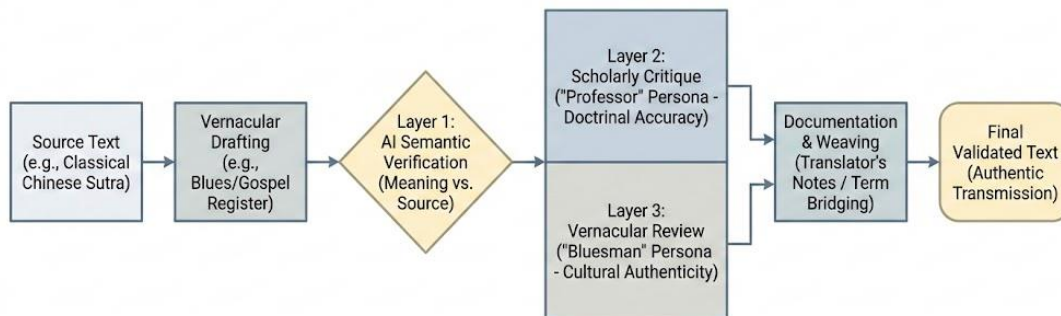 Source Text
(e.g., Classical
Chinese Sutra)
Vernacular
Drafting
(e.g.,
Blues/Gospel
Register)
Layer 1:
AI Semantic
Verification
(Meaning vs.
Source)
Layer 2:
Scholarly Critique
("Professor" Persona -
Doctrinal Accuracy)
Layer 3:
Vernacular Review
("Bluesman" Persona
- Cultural Authenticity)
Documentation
& Weaving
(Translator's
Notes / Term
Bridging)
Final
Validated Text
(Authentic
Transmission)